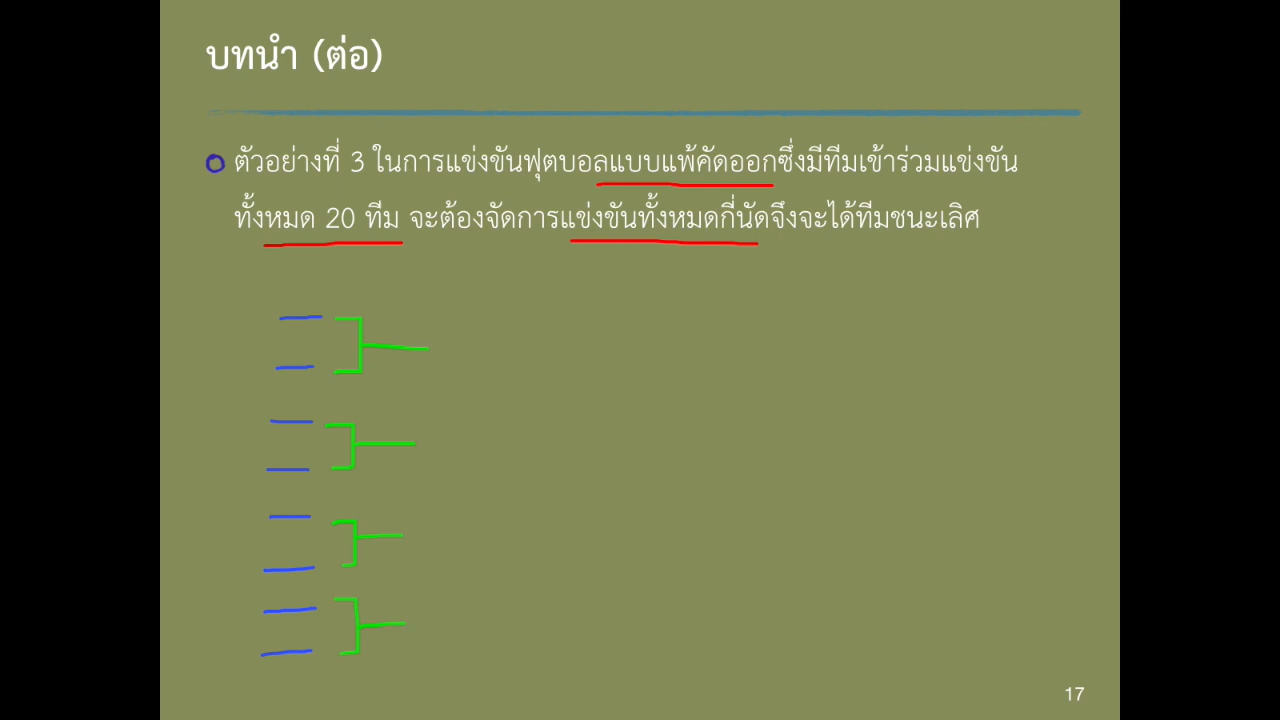 บทนำ (ต่อ)
ตัวอย่างที่ 3 ในการแข่งขันฟุตบอลแบบแพ้คัดออกซึ่งมีทีมเข้าร่วมแข่งขัน
ทั้งหมด 20 ทีม จะต้องจัดการแข่งขันทั้งหมดกี่นัดจึงจะได้ทีมชนะเลิศ
17